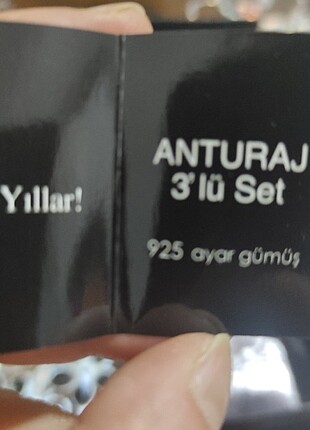 Yıllar!
ANTURAJ
3'lü Set
925 ayar gümüş